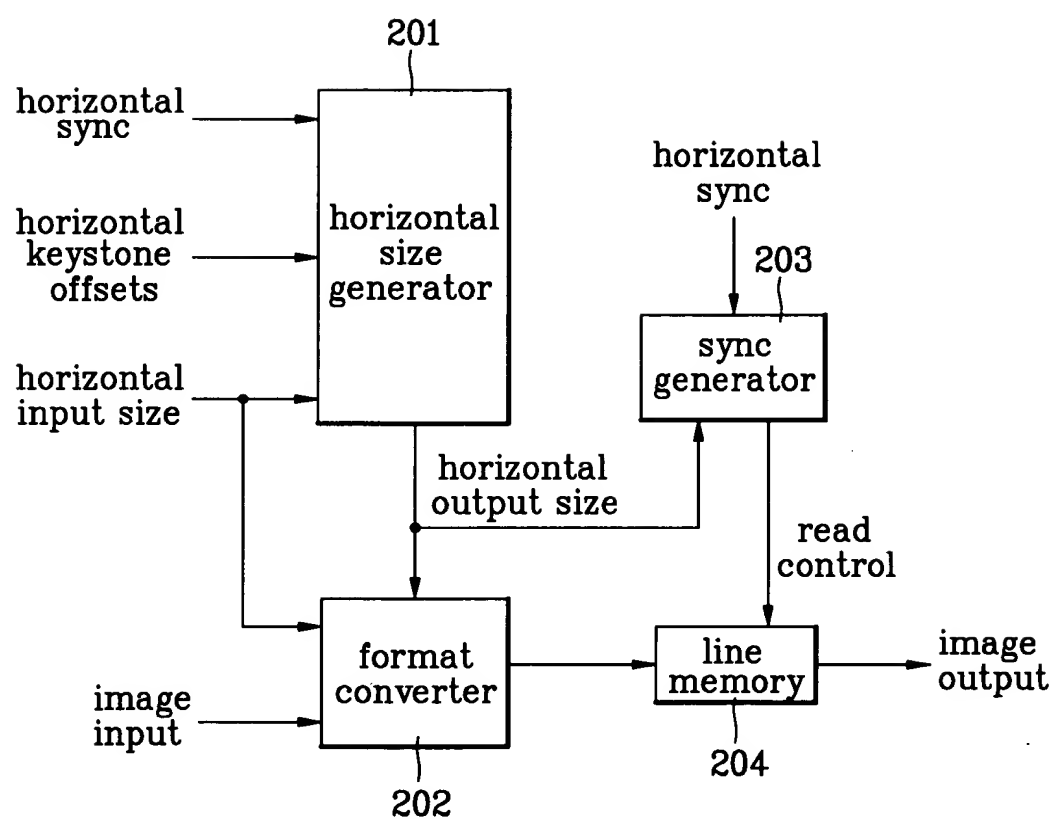 201
horizontal
sync
horizontal
keystone
offsets
horizontal
size
generator
horizontal
input size
horizontal
sync
203
sync
generator
horizontal
output size
read
control
image
input
format
converter
202
line
memory
204
image
output